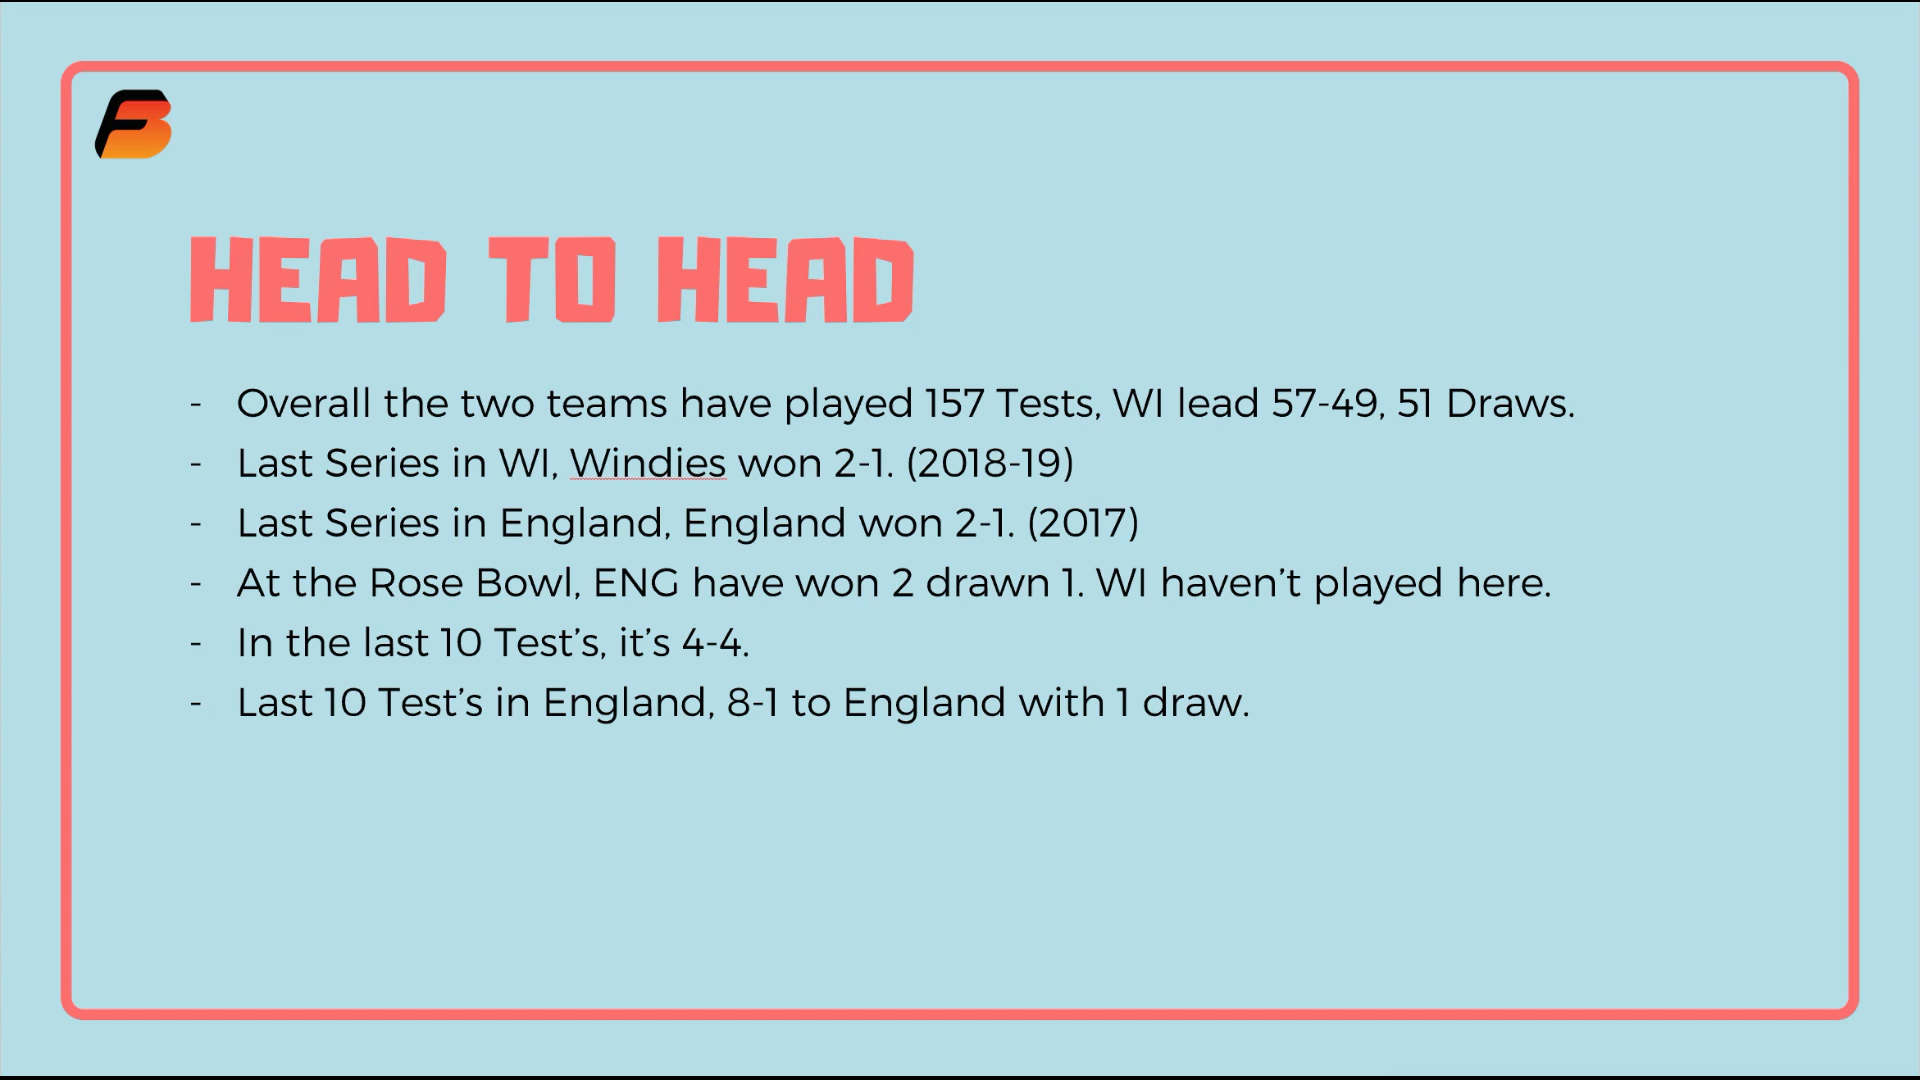 FB
HEAD TO HEAD
- Overall the two teams have played 157 Tests, WI lead 57-49, 51 Draws.
- Last Series in WI, Windies won 2-1. (2018-19)
- Last Series in England, England won 2-1. (2017)
- At the Rose Bowl, ENG have won 2 drawn 1. WI haven’t played here.
- In the last 10 Test’s, it’s 4-4.
- Last 10 Test’s in England, 8-1 to England with 1 draw.